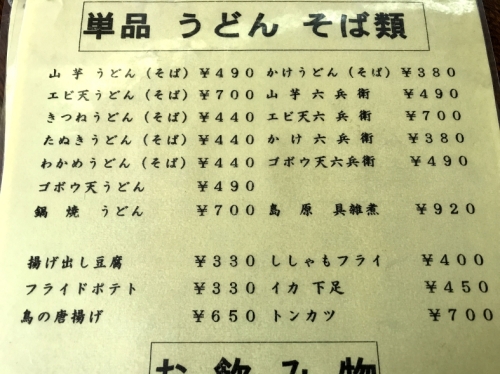 単品 うどん そば類
山芋 うどん (そば) ￥490 かけうどん (そば) ￥380
エビ天うどん (そば) ￥700 山芋六兵衛 ￥490
きつねうどん (そば) ￥440 エビ天六兵衛 ￥700
たぬきうどん (そば) ￥440 かけ六兵衛 ￥380
わかめうどん (そば) ￥440 ゴボウ天六兵衛 ￥490
ゴボウ天うどん ￥490
鍋焼 うどん ￥700 島原 具雑煮 ￥920
揚げ出し豆腐 ￥330 ししゃもフライ ￥400
フライドポテト ￥330 イカ 下足 ￥450
鳥の唐揚げ ￥650 トンカツ ￥700
お飲み物